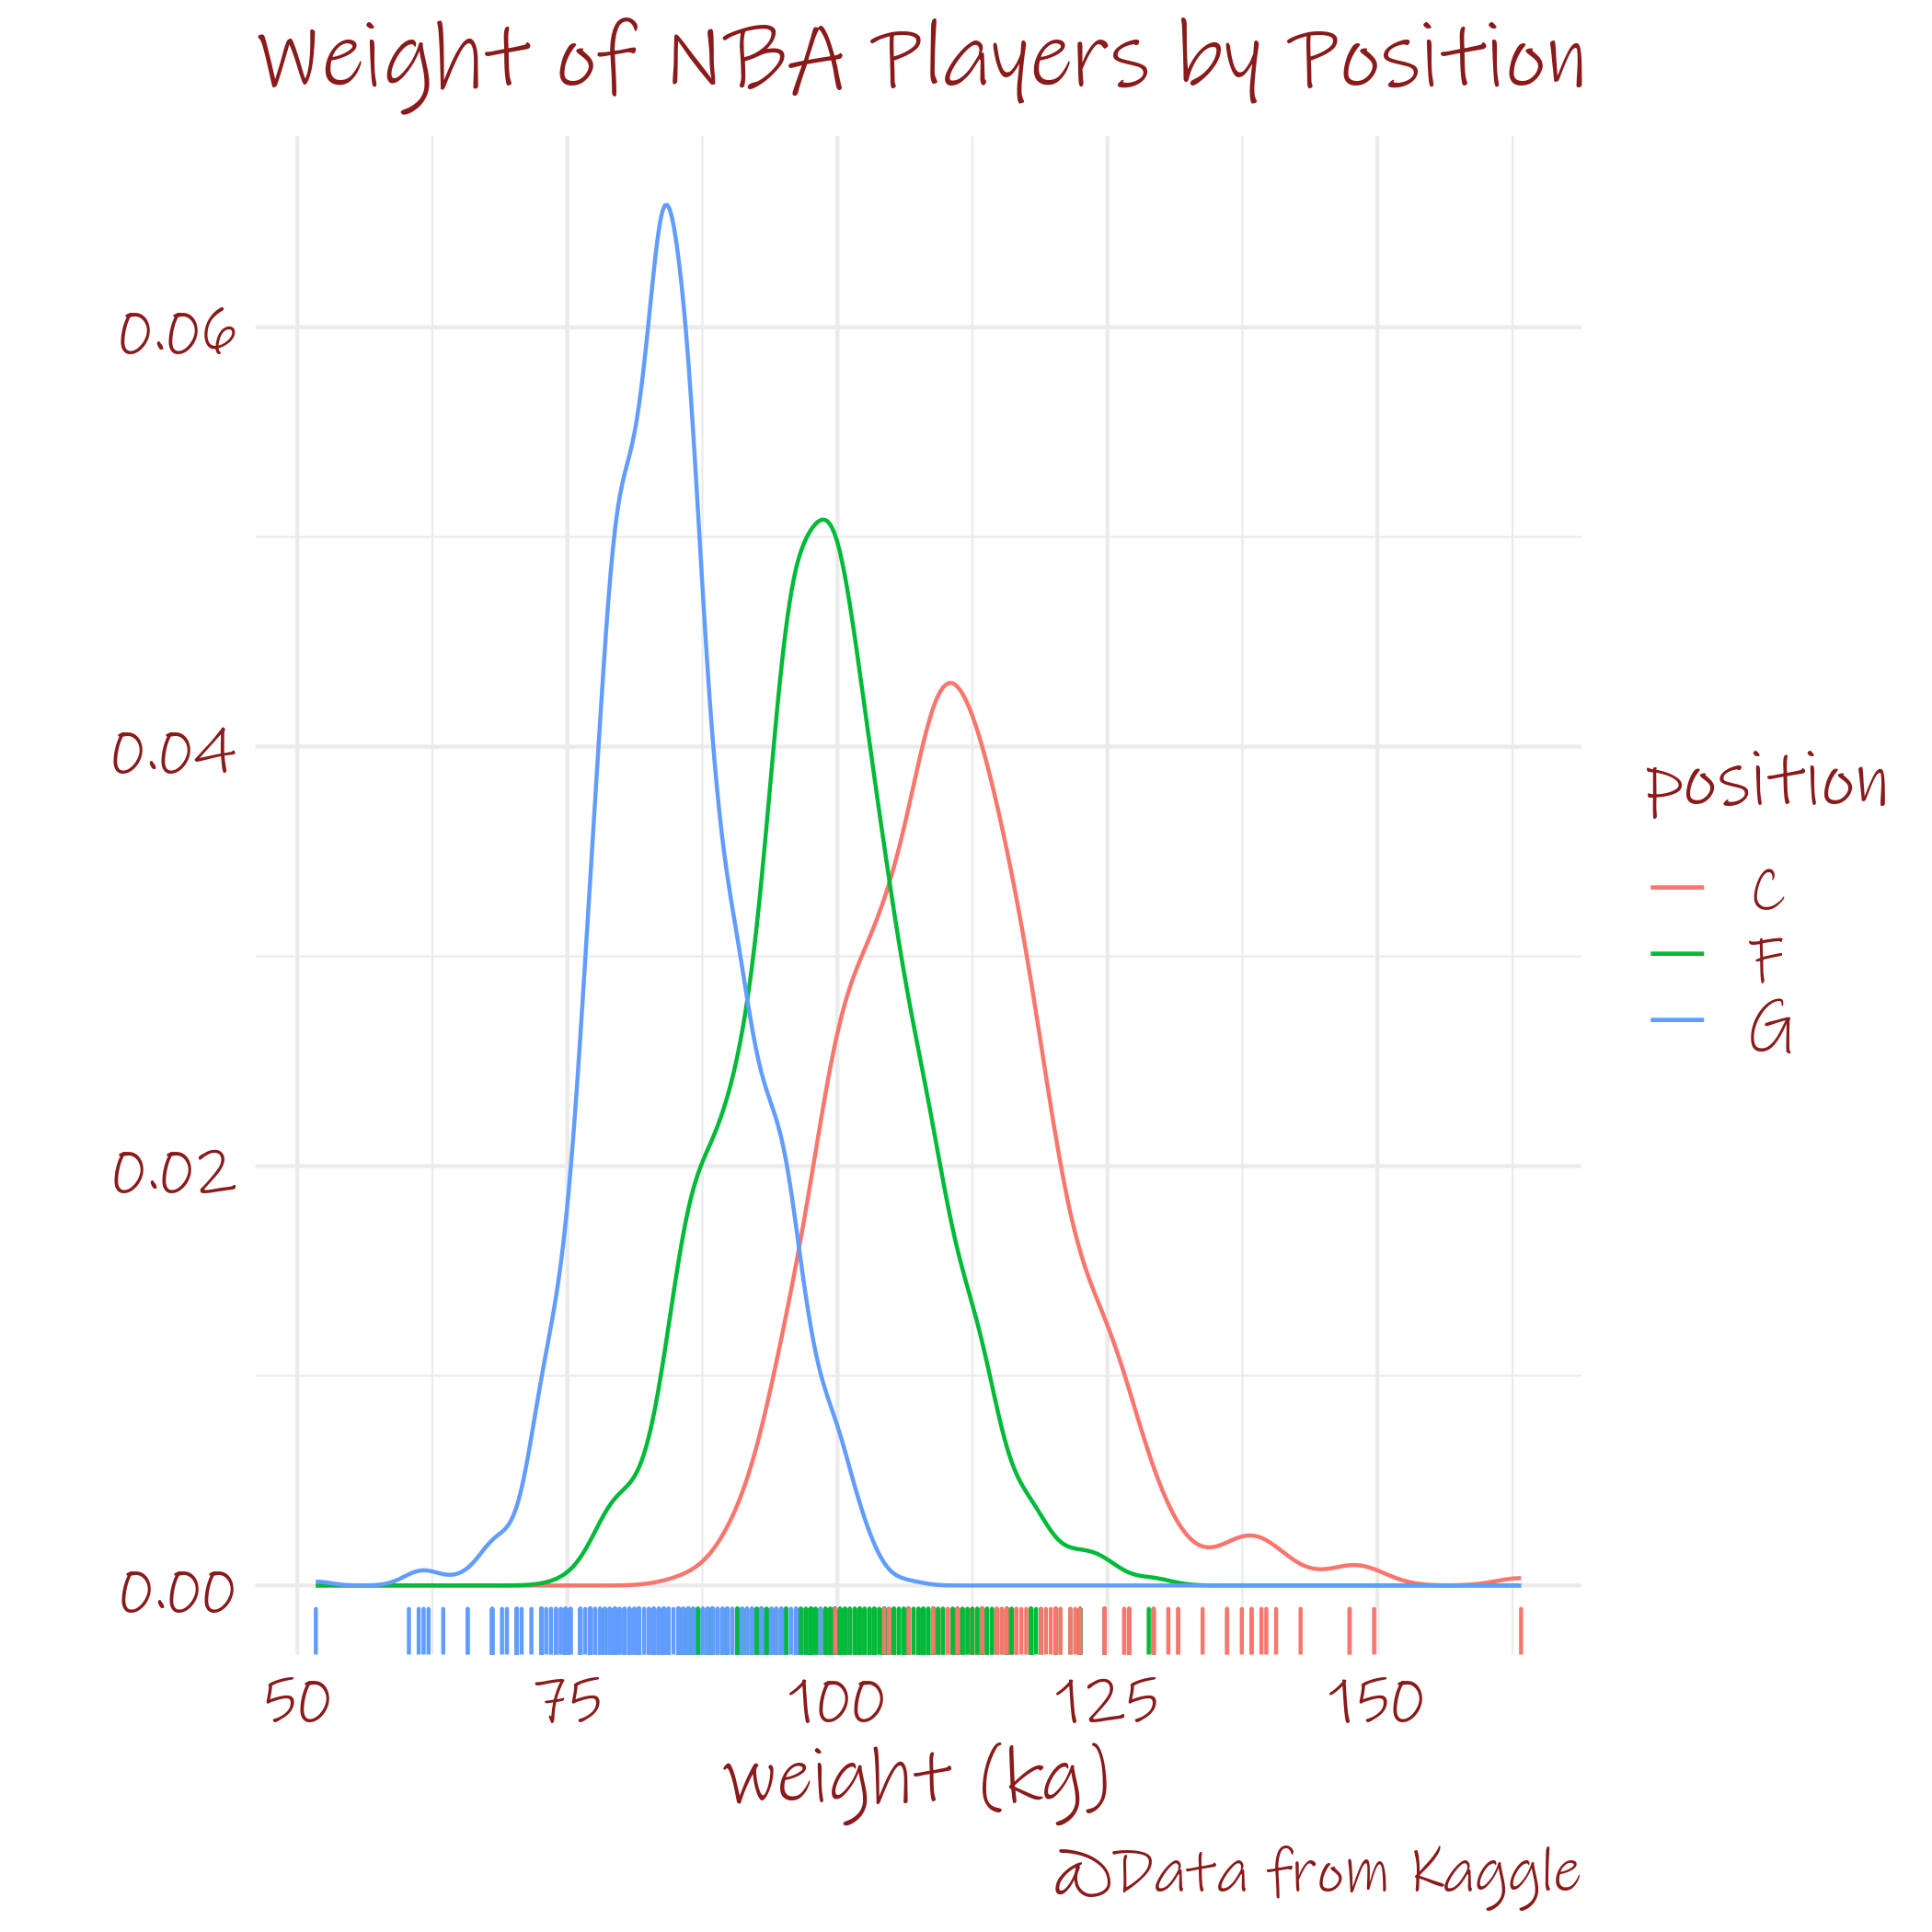 Weight of NBA Players by Position
0.06
0.04
0.02
0.00
50 75 100 125 150
weight (kg)
position
C
F
G
@Data from Kaggle